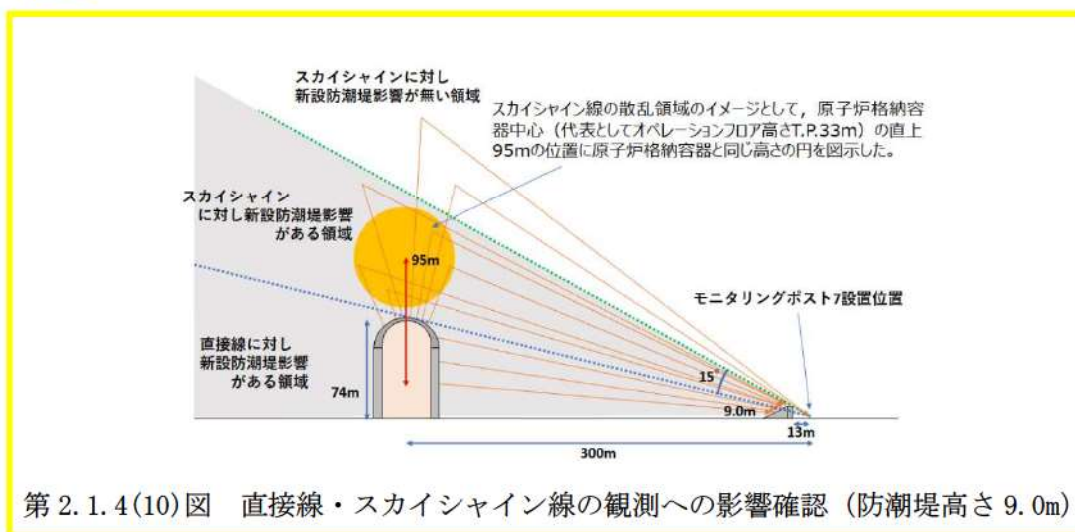 スカイシャインに対し
新設防潮堤影響が無い領域
スカイシャイン線の散乱領域のイメージとして，原子炉格納容
器中心（代表としてオペレーションフロア高さT.P.33m）の直上
95mの位置に原子炉格納容器と同じ高さの円を図示した。
スカイシャイン
に対し新設防潮堤影響
がある領域
95m
モニタリングポスト7設置位置
直接線に対し
新設防潮堤影響
がある領域
74m
15°
9.0m
13m
300m
第2.1.4(10)図　直接線・スカイシャイン線の観測への影響確認（防潮堤高さ 9.0m）